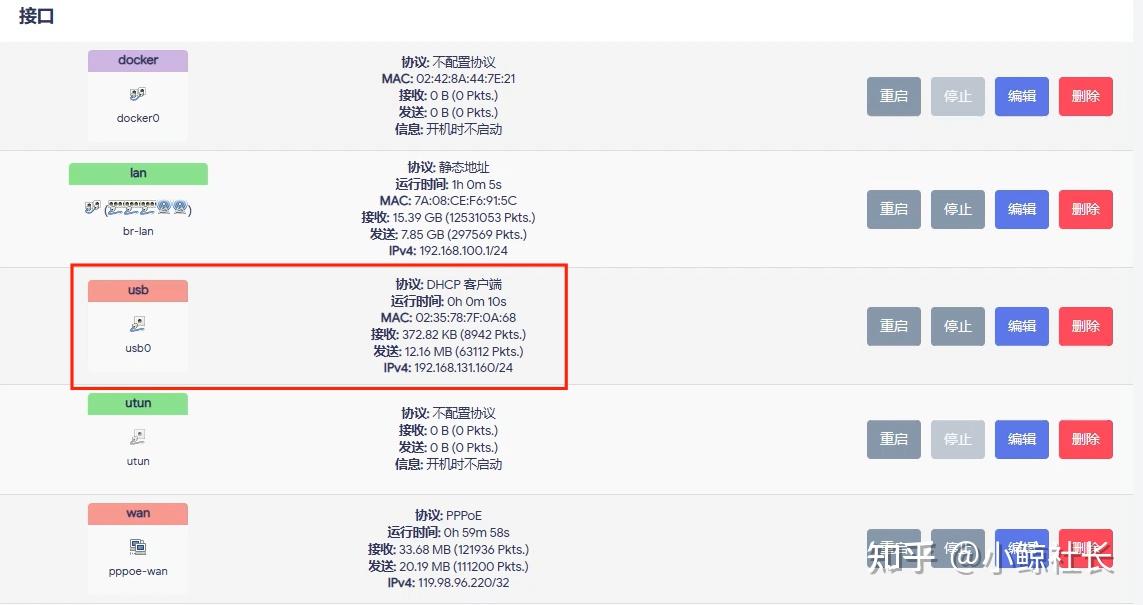 接口
docker
docker0
协议: 不配置协议
MAC: 02:42:8A:44:7E:21
接收: 0 B (0 Pkts.)
发送: 0 B (0 Pkts.)
信息: 开机时不启动
重启 停止 编辑 删除
lan
br-lan
协议: 静态地址
运行时间: 1h 0m 5s
MAC: 7A:08:CE:F6:91:5C
接收: 15.39 GB (12531053 Pkts.)
发送: 7.85 GB (297569 Pkts.)
IPv4: 192.168.100.1/24
重启 停止 编辑 删除
usb
usb0
协议: DHCP 客户端
运行时间: 0h 0m 10s
MAC: 02:35:78:7F:0A:68
接收: 372.82 KB (8942 Pkts.)
发送: 12.16 MB (63112 Pkts.)
IPv4: 192.168.131.160/24
重启 停止 编辑 删除
utun
utun
协议: 不配置协议
接收: 0 B (0 Pkts.)
发送: 0 B (0 Pkts.)
信息: 开机时不启动
重启 停止 编辑 删除
wan
pppoe-wan
协议: PPPoE
运行时间: 0h 59m 58s
接收: 33.68 MB (121936 Pkts.)
发送: 20.19 MB (111200 Pkts.)
IPv4: 119.98.96.220/32
重启 停止 编辑 删除
知乎 @小鲸社长